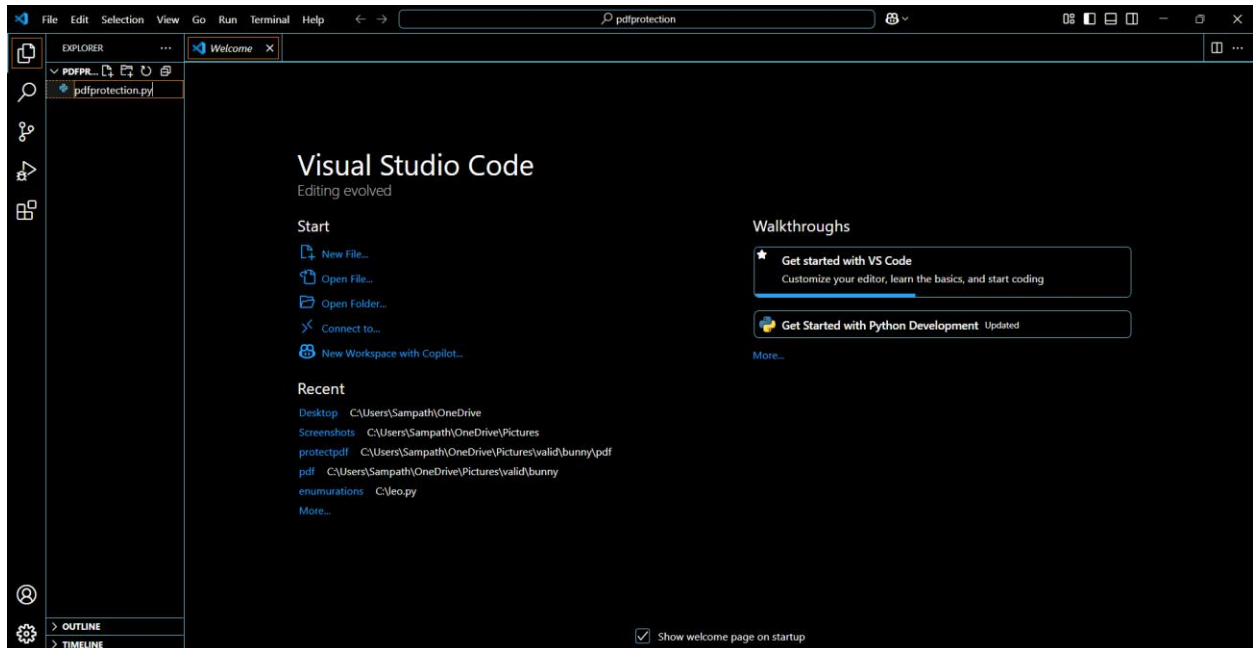 File Edit Selection View Go Run Terminal Help
pdfprotection
EXPLORER
Welcome
PDFPR...
pdfprotection.py
Visual Studio Code
Editing evolved
Start
New File...
Open File...
Open Folder...
Connect to...
New Workspace with Copilot...
Recent
Desktop C:\Users\Sampath\OneDrive
Screenshots C:\Users\Sampath\OneDrive\Pictures
protectpdf C:\Users\Sampath\OneDrive\Pictures\valid\bunny\pdf
pdf C:\Users\Sampath\OneDrive\Pictures\valid\bunny
enumurations C:\leo.py
More...
Walkthroughs
Get started with VS Code
Customize your editor, learn the basics, and start coding
Get Started with Python Development Updated
More...
OUTLINE
TIMELINE
Show welcome page on startup